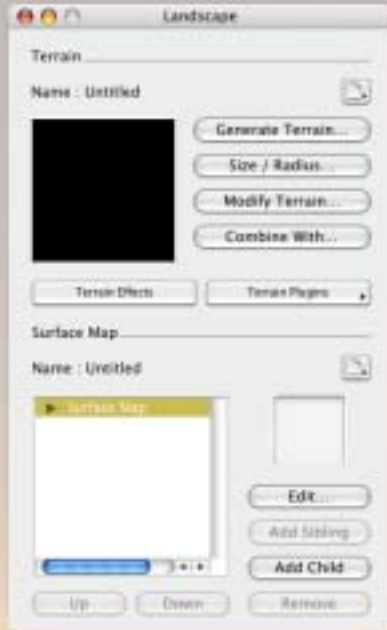 Landscape
Terrain
Name : Untitled
Generate Terrain...
Size / Radius...
Modify Terrain...
Combine With...
Terrain Effects
Terrain Plugins
Surface Map
Name : Untitled
Surface Map
Edit...
Add Sibling
Add Child
Up
Down
Remove